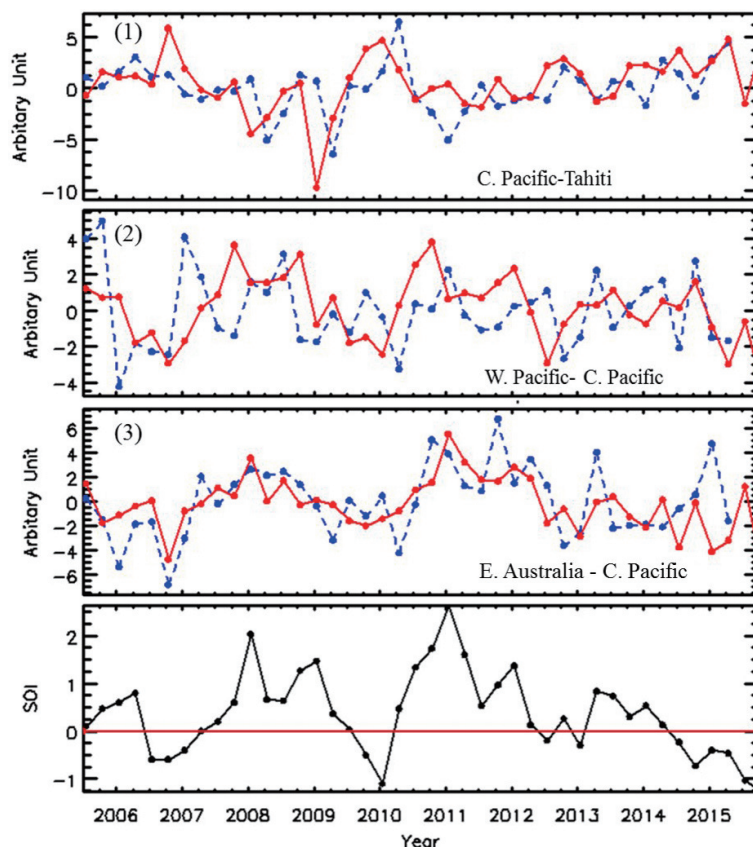 (1)
5
0
-5
-10
Arbitary Unit
C. Pacific-Tahiti
(2)
4
2
0
-2
-4
Arbitary Unit
W. Pacific- C. Pacific
(3)
6
4
2
0
-2
-4
-6
Arbitary Unit
E. Australia - C. Pacific
2
1
0
-1
SOI
2006 2007 2008 2009 2010 2011 2012 2013 2014 2015
Year